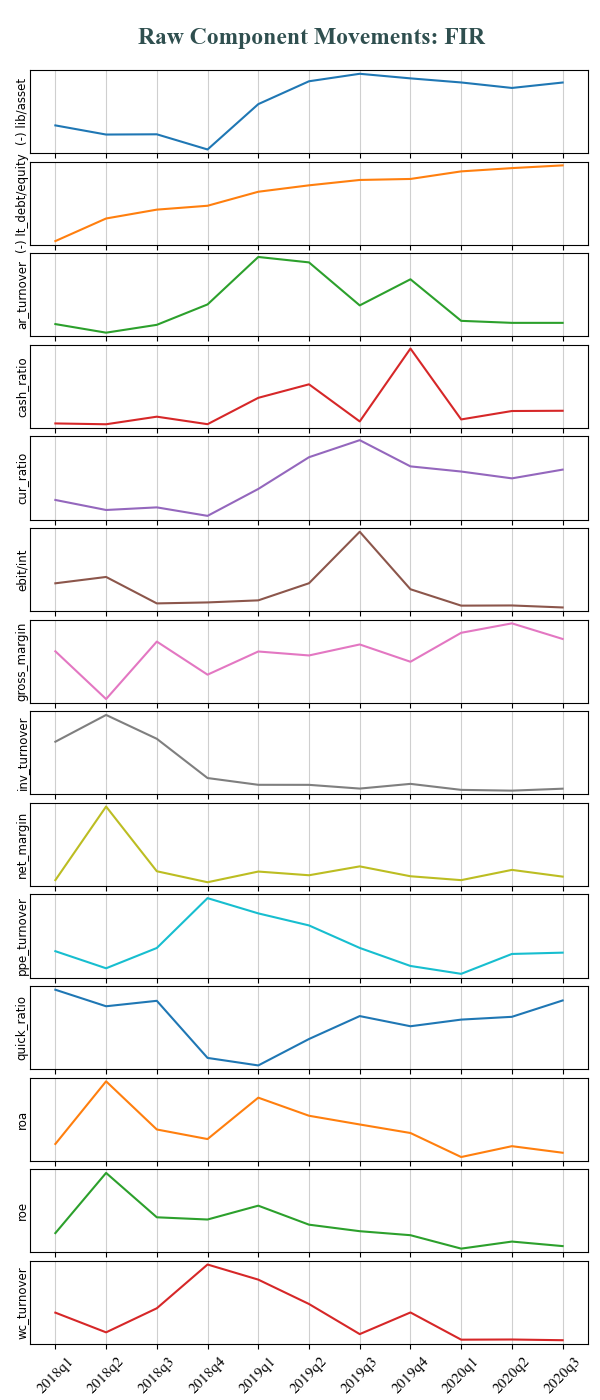 Raw Component Movements: FIR
(-) lib/asset
(-) lt_debt/equity
ar_turnover
cash_ratio
cur_ratio
ebit/int
gross_margin
inv_turnover
net_margin
ppe_turnover
quick_ratio
roa
roe
wc_turnover
2018q1 2018q2 2018q3 2018q4 2019q1 2019q2 2019q3 2019q4 2020q1 2020q2 2020q3